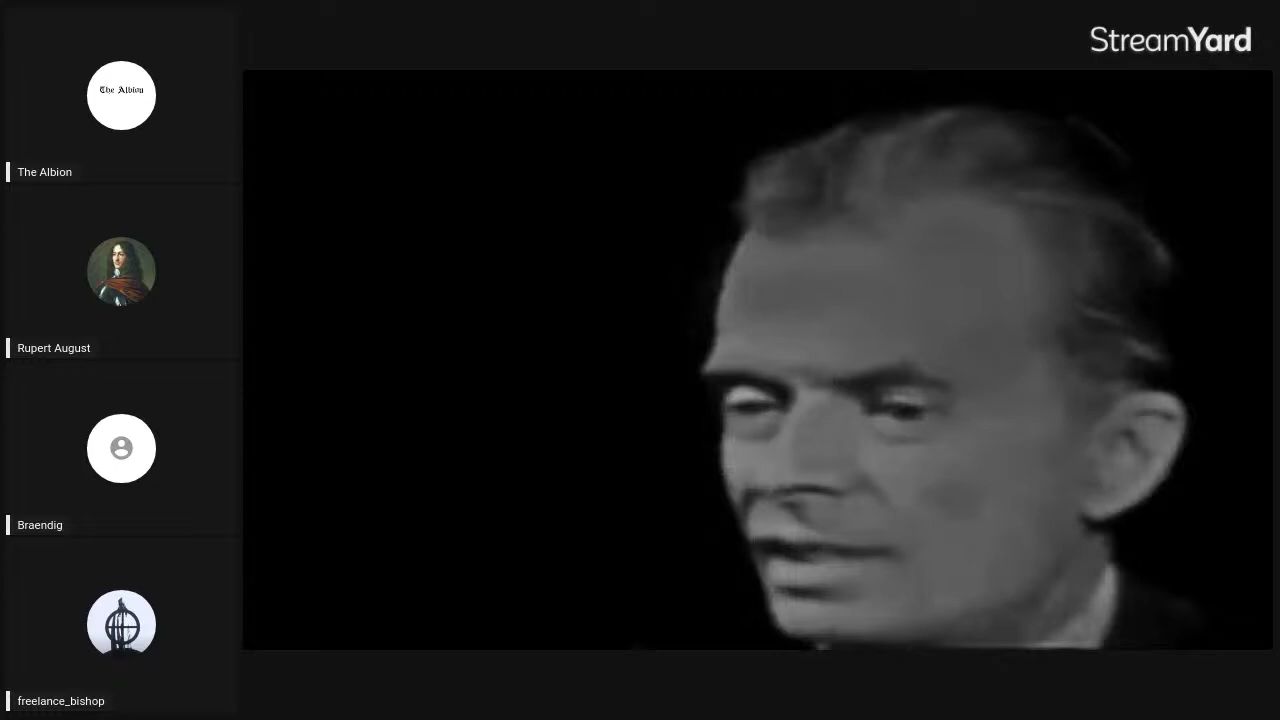 StreamYard
The Albion
The Albion
Rupert August
Braendig
freelance_bishop